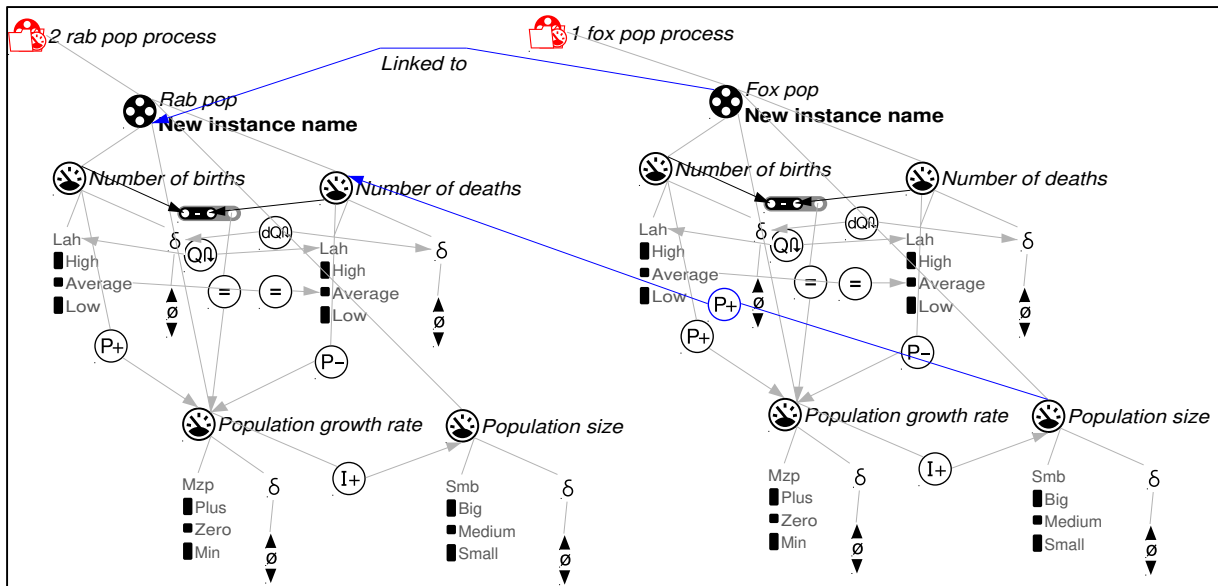 2 rab pop process
1 fox pop process
Linked to
Rab pop
New instance name
Fox pop
New instance name
Number of births
Number of deaths
Number of births
Number of deaths
-
-
Lah
High
Average
Low
δ
Q
dQ
Lah
High
Average
Low
δ
Lah
High
Average
Low
δ
Q
dQ
Lah
High
Average
Low
δ
= =
= =
ø
ø
ø
ø
P+
P+
P-
P+
P-
Population growth rate
Population size
Population growth rate
Population size
I+
I+
Mzp
Plus
Zero
Min
δ
ø
Smb
Big
Medium
Small
δ
ø
Mzp
Plus
Zero
Min
δ
ø
Smb
Big
Medium
Small
δ
ø